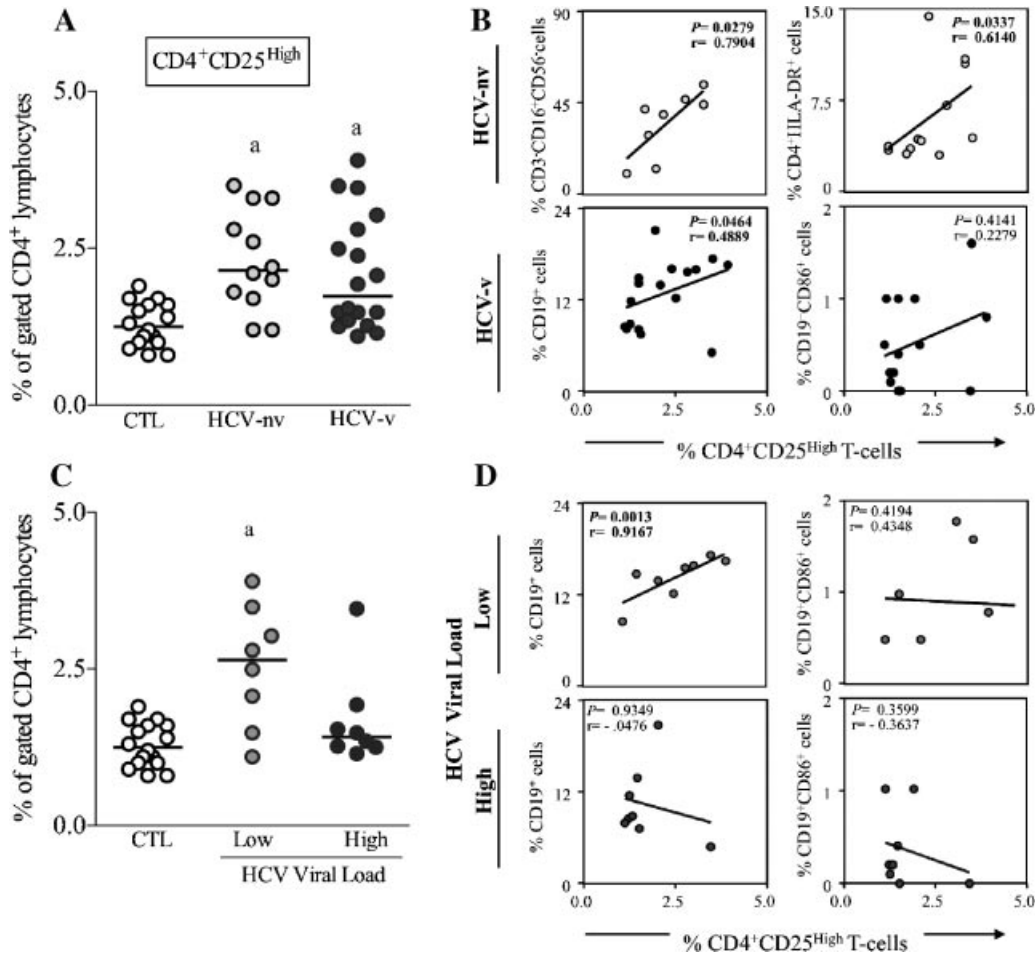 A
CD4⁺CD25ᴴⁱᵍʰ
% of gated CD4⁺ lymphocytes
5.0
2.5
0.0
a
a
CTL
HCV-nv
HCV-v
B
HCV-nv
% CD3⁻CD16⁺CD56⁻cells
90
45
0
P= 0.0279
r= 0.7904
% CD4⁺HLA-DR⁺ cells
15.0
7.5
0.0
P= 0.0337
r= 0.6140
HCV-v
% CD19⁺ cells
24
12
0
P= 0.0464
r= 0.4889
0.0
2.5
5.0
% CD19⁻CD86⁺ cells
2
1
0
P= 0.4141
r= 0.2279
0.0
2.5
5.0
% CD4⁺CD25ᴴⁱᵍʰ T-cells
C
% of gated CD4⁺ lymphocytes
5.0
2.5
0.0
a
CTL
Low
High
HCV Viral Load
D
HCV Viral Load
Low
% CD19⁺ cells
24
12
0
P= 0.0013
r= 0.9167
% CD19⁺CD86⁺ cells
2
1
0
P= 0.4194
r= 0.4348
High
% CD19⁺ cells
24
12
0
P= 0.9349
r= - .0476
0.0
2.5
5.0
% CD19⁺CD86⁺ cells
2
1
0
P= 0.3599
r= - 0.3637
0.0
2.5
5.0
% CD4⁺CD25ᴴⁱᵍʰ T-cells